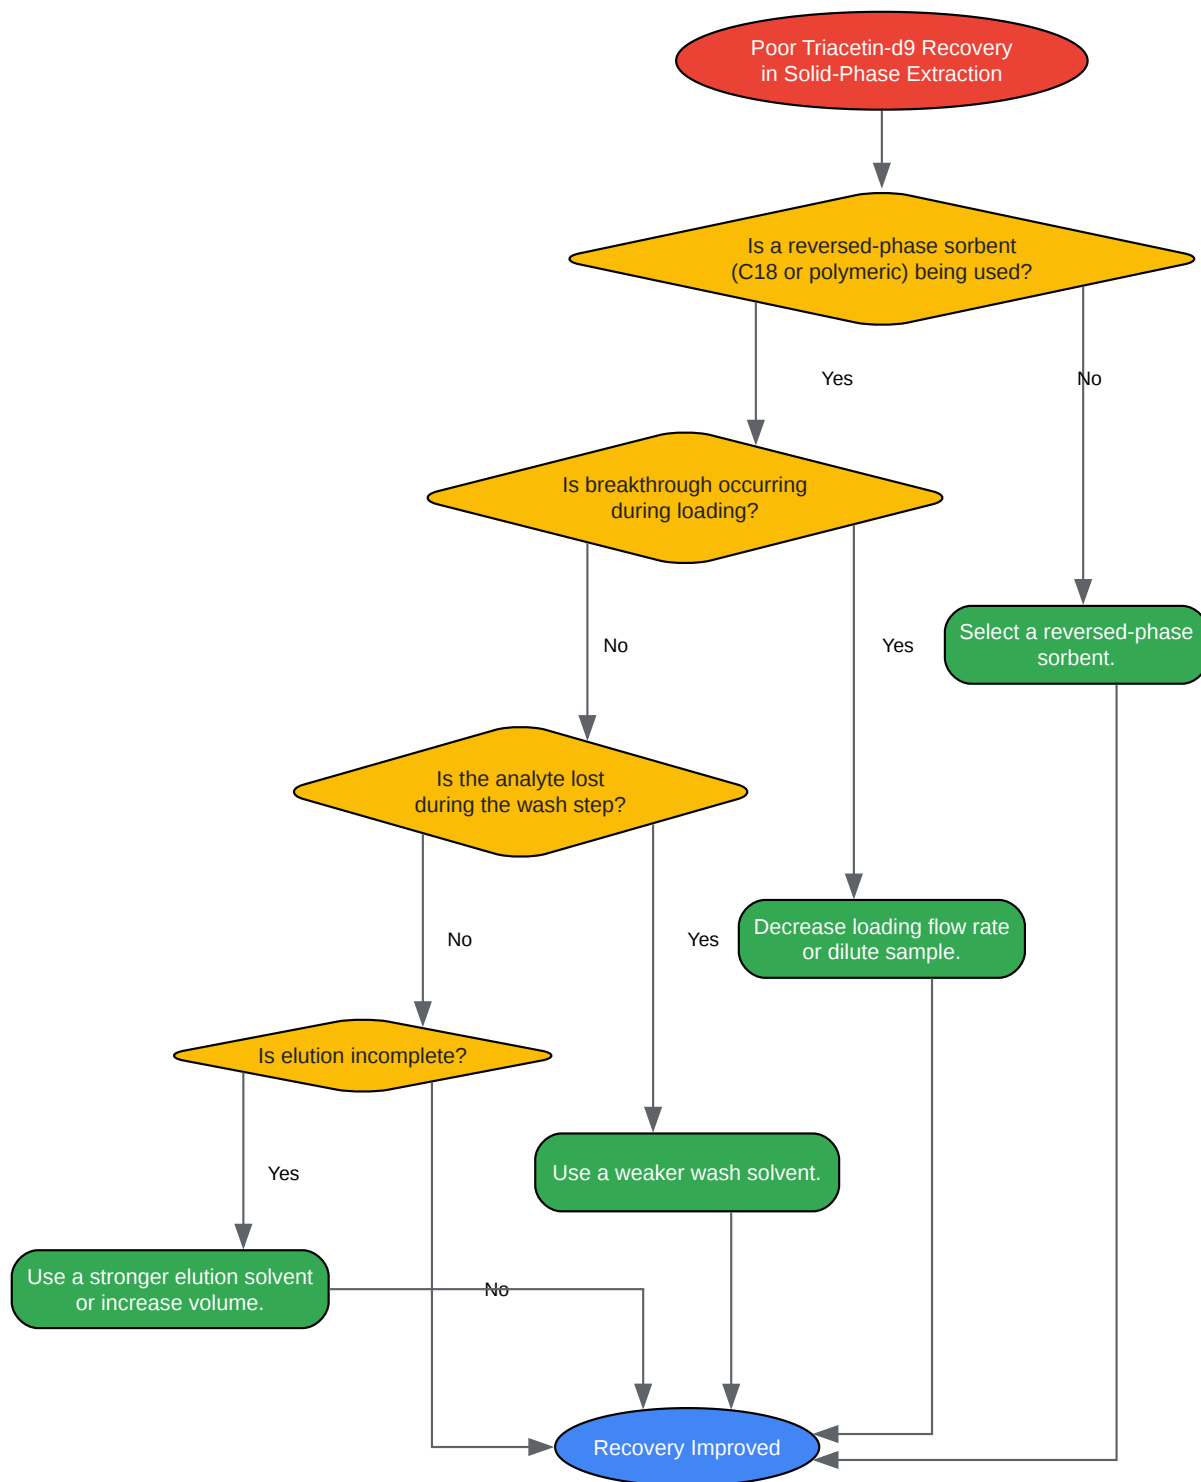 Poor Triacetin-d9 Recovery
in Solid-Phase Extraction
Is a reversed-phase sorbent
(C18 or polymeric) being used?
Yes
No
Is breakthrough occurring
during loading?
No
Yes
Select a reversed-phase
sorbent.
Is the analyte lost
during the wash step?
No
Yes
Decrease loading flow rate
or dilute sample.
Is elution incomplete?
Yes
Use a weaker wash solvent.
Use a stronger elution solvent
or increase volume.
No
Recovery Improved